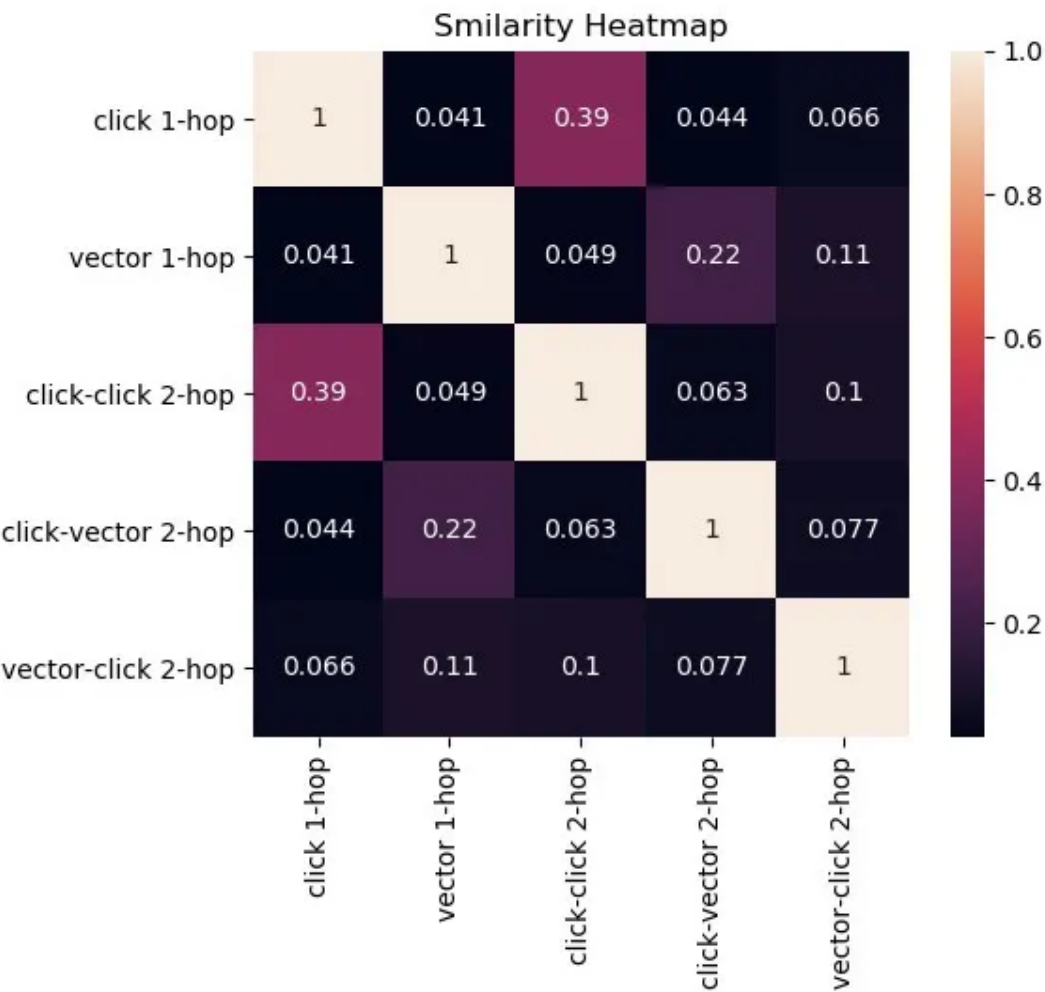 Smilarity Heatmap
click 1-hop 1 0.041 0.39 0.044 0.066
vector 1-hop 0.041 1 0.049 0.22 0.11
click-click 2-hop 0.39 0.049 1 0.063 0.1
click-vector 2-hop 0.044 0.22 0.063 1 0.077
vector-click 2-hop 0.066 0.11 0.1 0.077 1
click 1-hop
vector 1-hop
click-click 2-hop
click-vector 2-hop
vector-click 2-hop
1.0
0.8
0.6
0.4
0.2